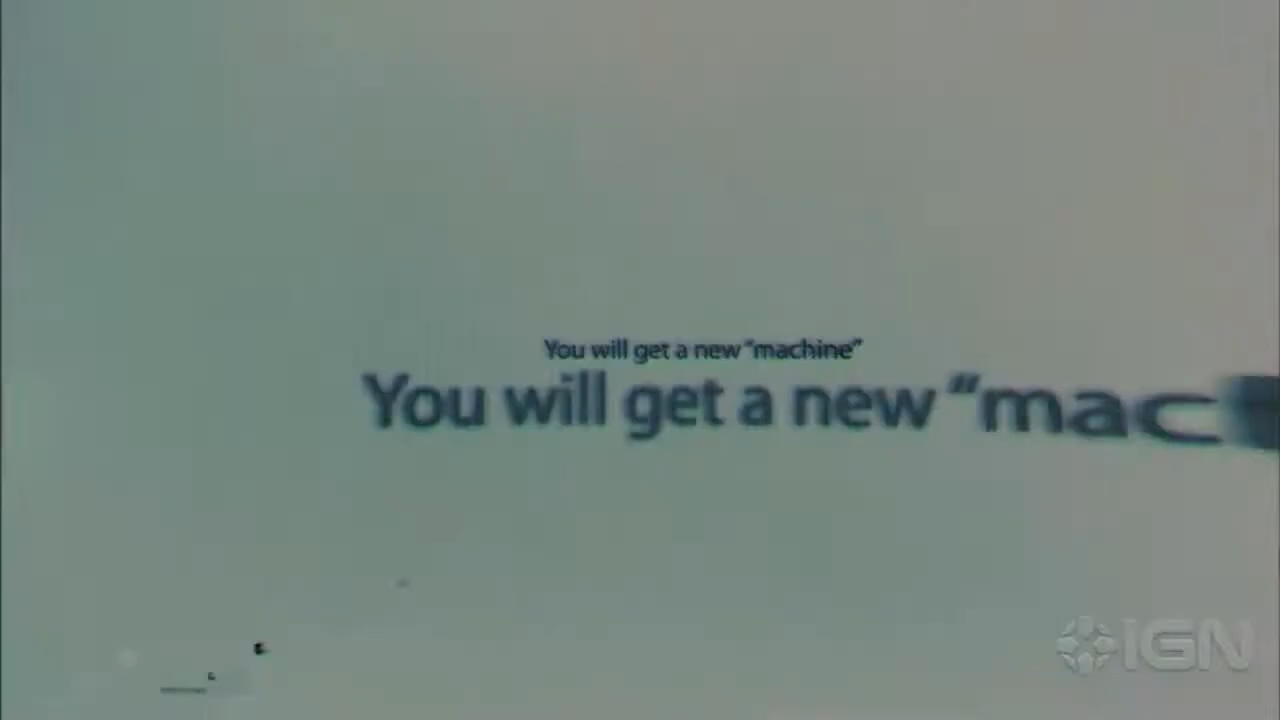 You will get a new “machine”
You will get a new “mac
IGN